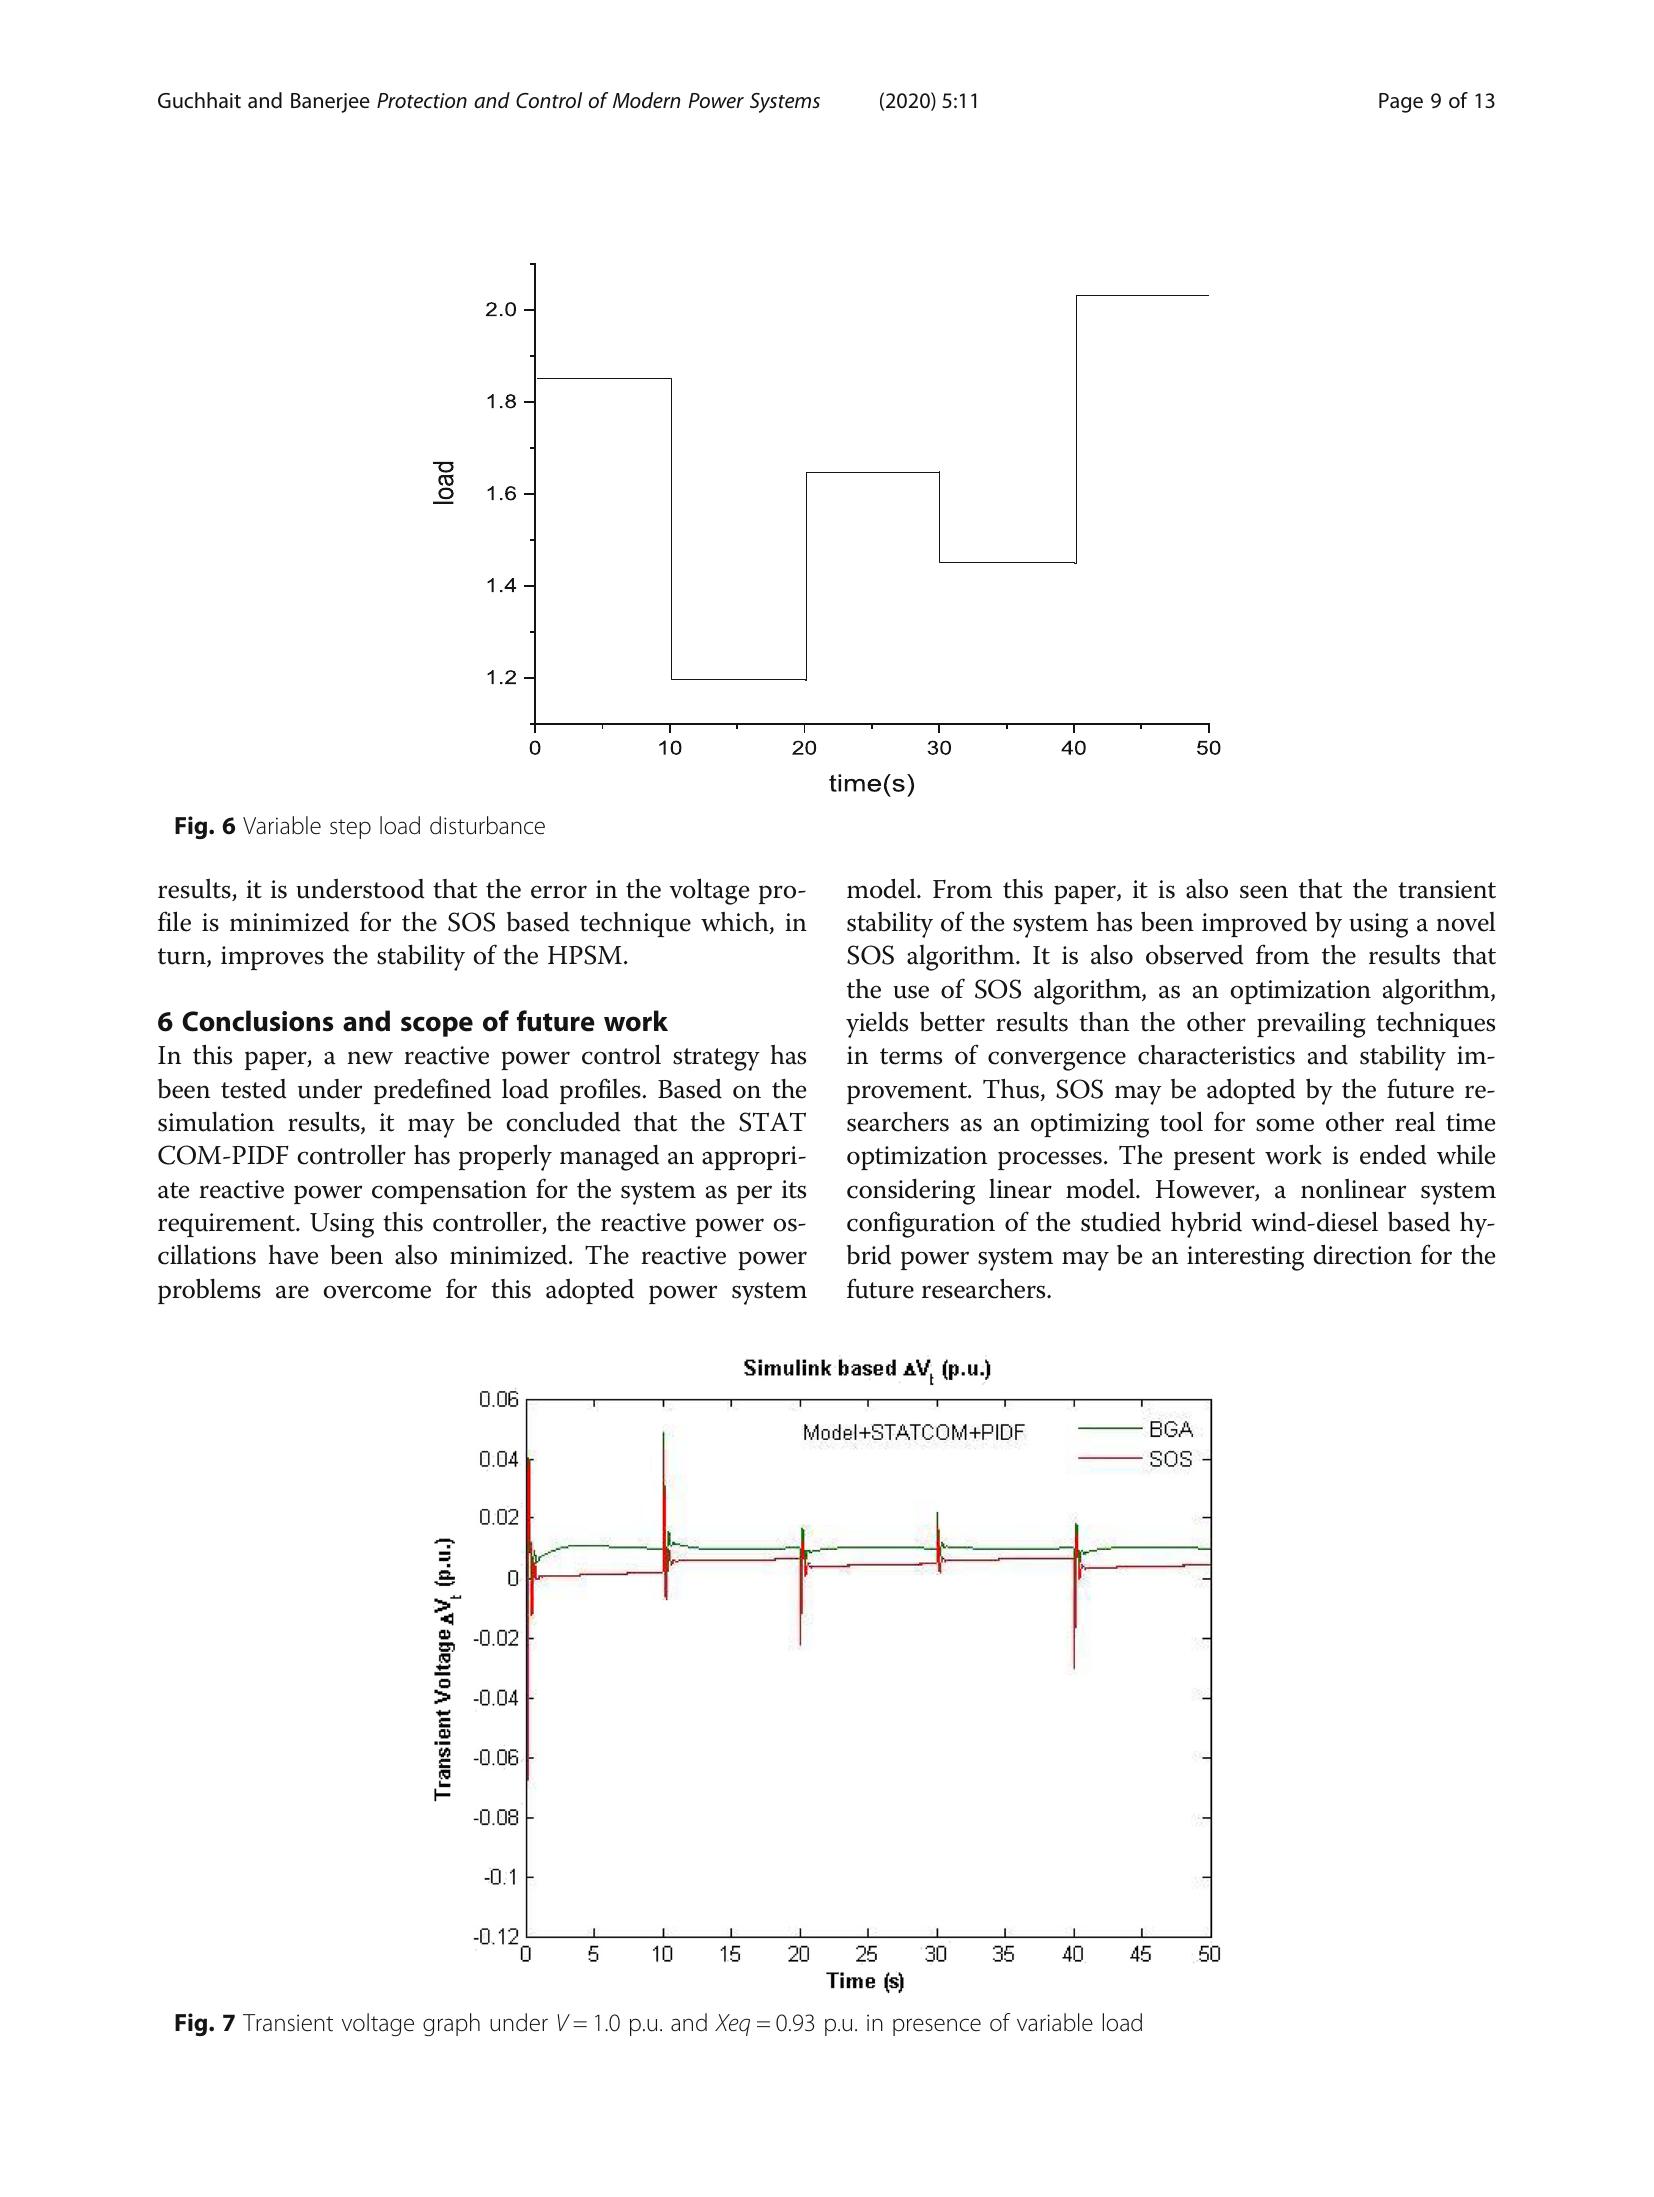 Guchhait and Banerjee Protection and Control of Modern Power Systems (2020) 5:11 Page 9 of 13
2.0
1.8
1.6
1.4
1.2
load
0 10 20 30 40 50
time(s)
Fig. 6 Variable step load disturbance
results, it is understood that the error in the voltage pro-
file is minimized for the SOS based technique which, in
turn, improves the stability of the HPSM.
6 Conclusions and scope of future work
In this paper, a new reactive power control strategy has
been tested under predefined load profiles. Based on the
simulation results, it may be concluded that the STAT
COM-PIDF controller has properly managed an appropri-
ate reactive power compensation for the system as per its
requirement. Using this controller, the reactive power os-
cillations have been also minimized. The reactive power
problems are overcome for this adopted power system
model. From this paper, it is also seen that the transient
stability of the system has been improved by using a novel
SOS algorithm. It is also observed from the results that
the use of SOS algorithm, as an optimization algorithm,
yields better results than the other prevailing techniques
in terms of convergence characteristics and stability im-
provement. Thus, SOS may be adopted by the future re-
searchers as an optimizing tool for some other real time
optimization processes. The present work is ended while
considering linear model. However, a nonlinear system
configuration of the studied hybrid wind-diesel based hy-
brid power system may be an interesting direction for the
future researchers.
Simulink based ΔVt (p.u.)
0.06
0.04
0.02
0
-0.02
-0.04
-0.06
-0.08
-0.1
-0.12
Transient Voltage ΔVt (p.u.)
Model+STATCOM+PIDF
BGA
SOS
0 5 10 15 20 25 30 35 40 45 50
Time (s)
Fig. 7 Transient voltage graph under V = 1.0 p.u. and Xeq = 0.93 p.u. in presence of variable load